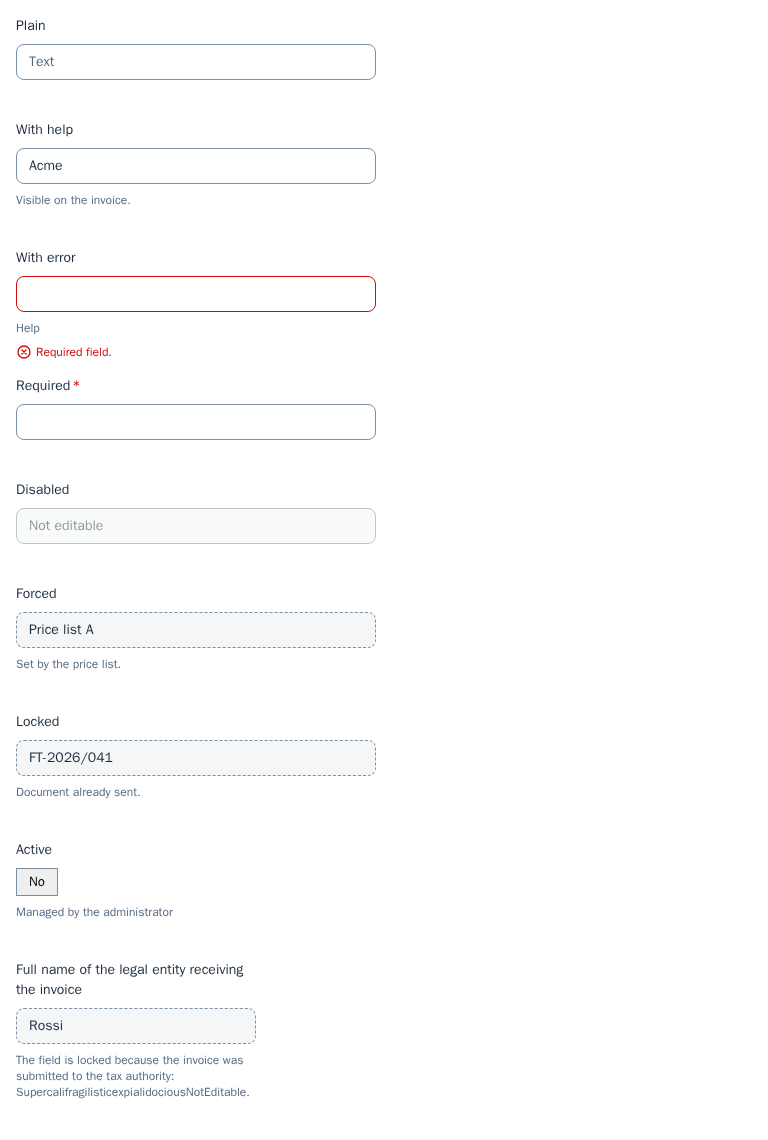 Plain
Text
With help
Acme
Visible on the invoice.
With error
Help
Required field.
Required *
Disabled
Not editable
Forced
Price list A
Set by the price list.
Locked
FT-2026/041
Document already sent.
Active
No
Managed by the administrator
Full name of the legal entity receiving
the invoice
Rossi
The field is locked because the invoice was
submitted to the tax authority:
SupercalifragilisticexpialidociousNotEditable.